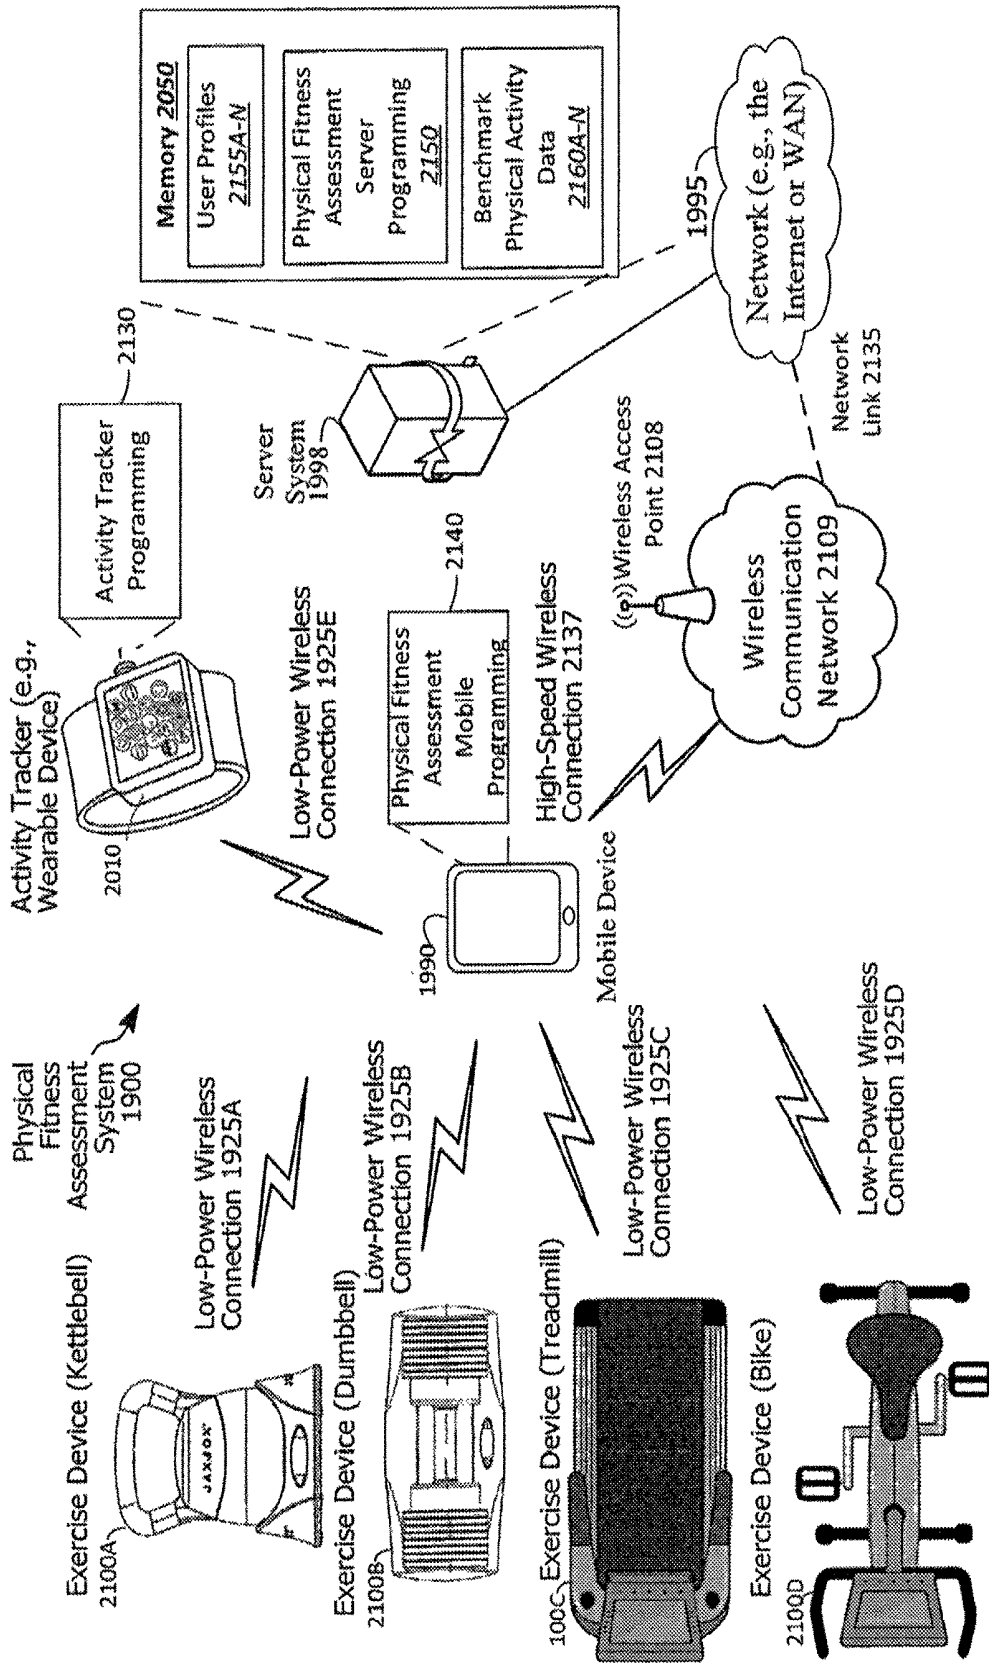 Physical
Fitness
Assessment
System
1900
Exercise Device (Kettlebell)
2100A
JAXJOX
Low-Power Wireless
Connection 1925A
Exercise Device (Dumbbell)
2100B
Low-Power Wireless
Connection 1925B
Exercise Device (Treadmill)
100C
Low-Power Wireless
Connection 1925C
Exercise Device (Bike)
2100D
Low-Power Wireless
Connection 1925D
Activity Tracker (e.g.,
Wearable Device)
2010
Activity Tracker
Programming
2130
Low-Power Wireless
Connection 1925E
1990
Mobile Device
Physical Fitness
Assessment
Mobile
Programming
2140
High-Speed Wireless
Connection 2137
Server
System
1998
Memory 2050
User Profiles
2155A-N
Physical Fitness
Assessment
Server
Programming
2150
Benchmark
Physical Activity
Data
2160A-N
Wireless Access
Point 2108
Wireless
Communication
Network 2109
Network
Link 2135
1995
Network (e.g., the
Internet or WAN)